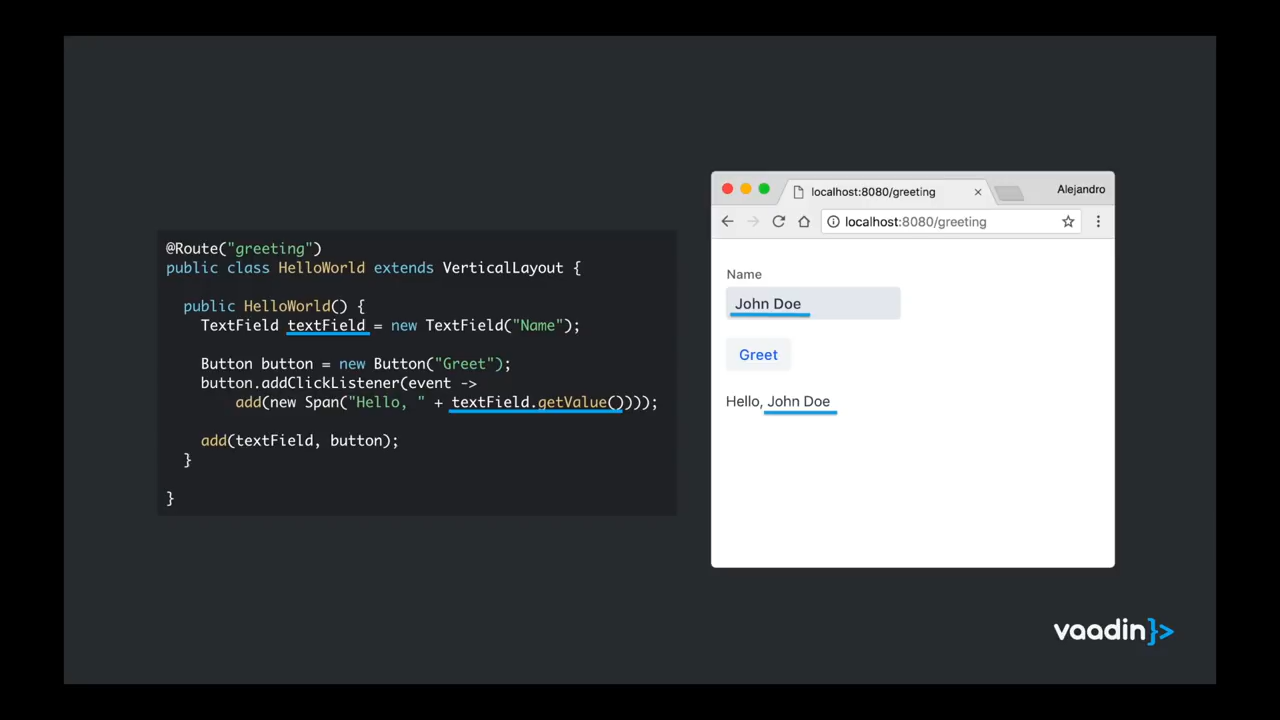 @Route("greeting")
public class HelloWorld extends VerticalLayout {
public HelloWorld() {
TextField textField = new TextField("Name");
Button button = new Button("Greet");
button.addClickListener(event ->
add(new Span("Hello, " + textField.getValue())));
add(textField, button);
}
}
localhost:8080/greeting
Alejandro
localhost:8080/greeting
Name
John Doe
Greet
Hello, John Doe
vaadin}>